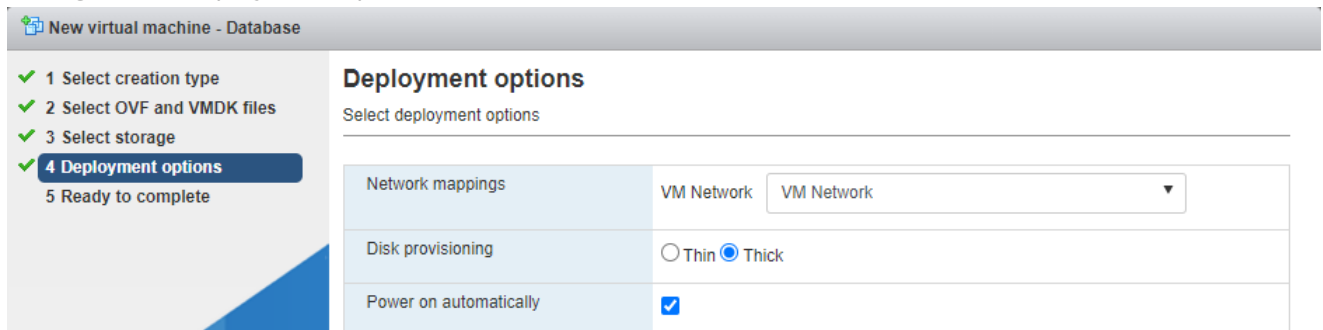 New virtual machine - Database
1 Select creation type
2 Select OVF and VMDK files
3 Select storage
4 Deployment options
5 Ready to complete
Deployment options
Select deployment options
Network mappings
VM Network VM Network
Disk provisioning
Thin Thick
Power on automatically